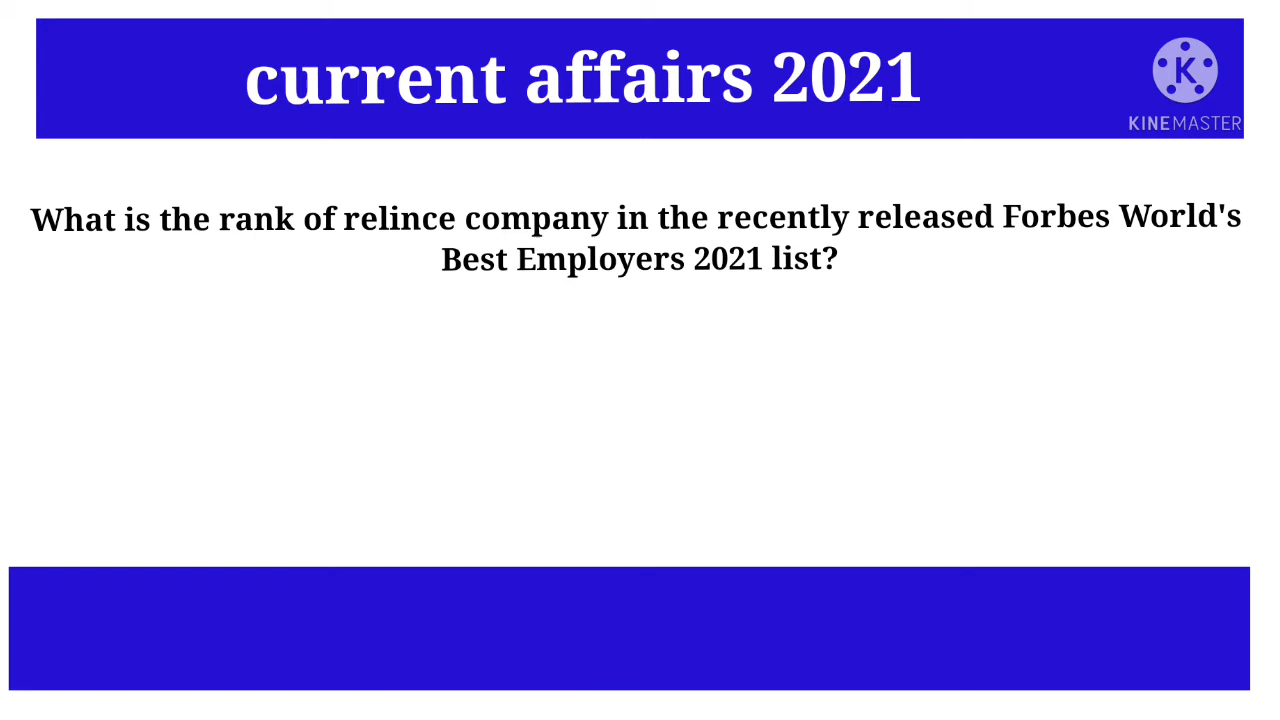 current affairs 2021
K
KINEMASTER
What is the rank of relince company in the recently released Forbes World's
Best Employers 2021 list?